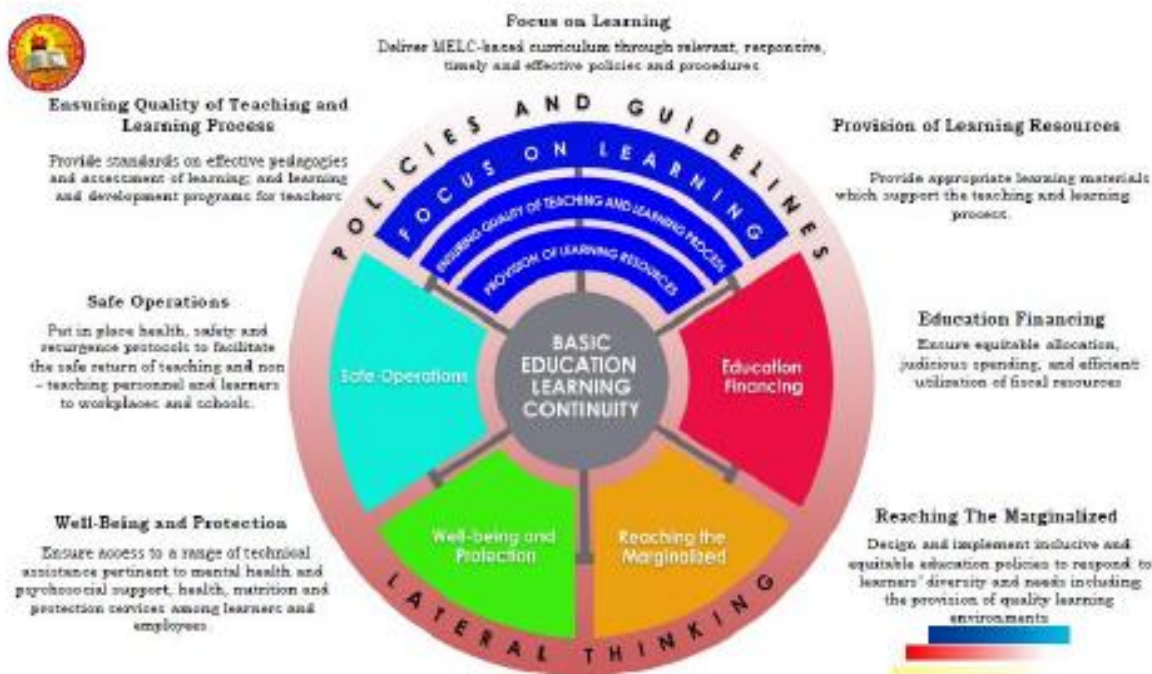 Focus on Learning
Deliver MELC-based curriculum through relevant, responsive,
timely and effective policies and procedures
Ensuring Quality of Teaching and
Learning Process
Provide standards on effective pedagogies
and assessment of learning; and learning
and development programs for teachers
Provision of Learning Resources
Provide appropriate learning materials
which support the teaching and learning
process.
POLICIES AND GUIDELINES
FOCUS ON LEARNING
ENSURING QUALITY OF TEACHING AND LEARNING PROCESS
PROVISION OF LEARNING RESOURCES
Safe Operations
Put in place health, safety and
resurgence protocols to facilitate
the safe return of teaching and non
- teaching personnel and learners
to workplaces and schools.
Safe Operations
BASIC
EDUCATION
LEARNING
CONTINUITY
Education
Financing
Education Financing
Ensure equitable allocation,
judicious spending, and efficient
utilization of fiscal resources
Well-Being and Protection
Ensure access to a range of technical
assistance pertinent to mental health and
psychosocial support, health, nutrition and
protection services among learners and
employees
Well-being and
Protection
Reaching the
Marginalized
Reaching The Marginalized
Design and implement inclusive and
equitable education policies to respond to
learners' diversity and needs including
the provision of quality learning
environments
LATERAL THINKING